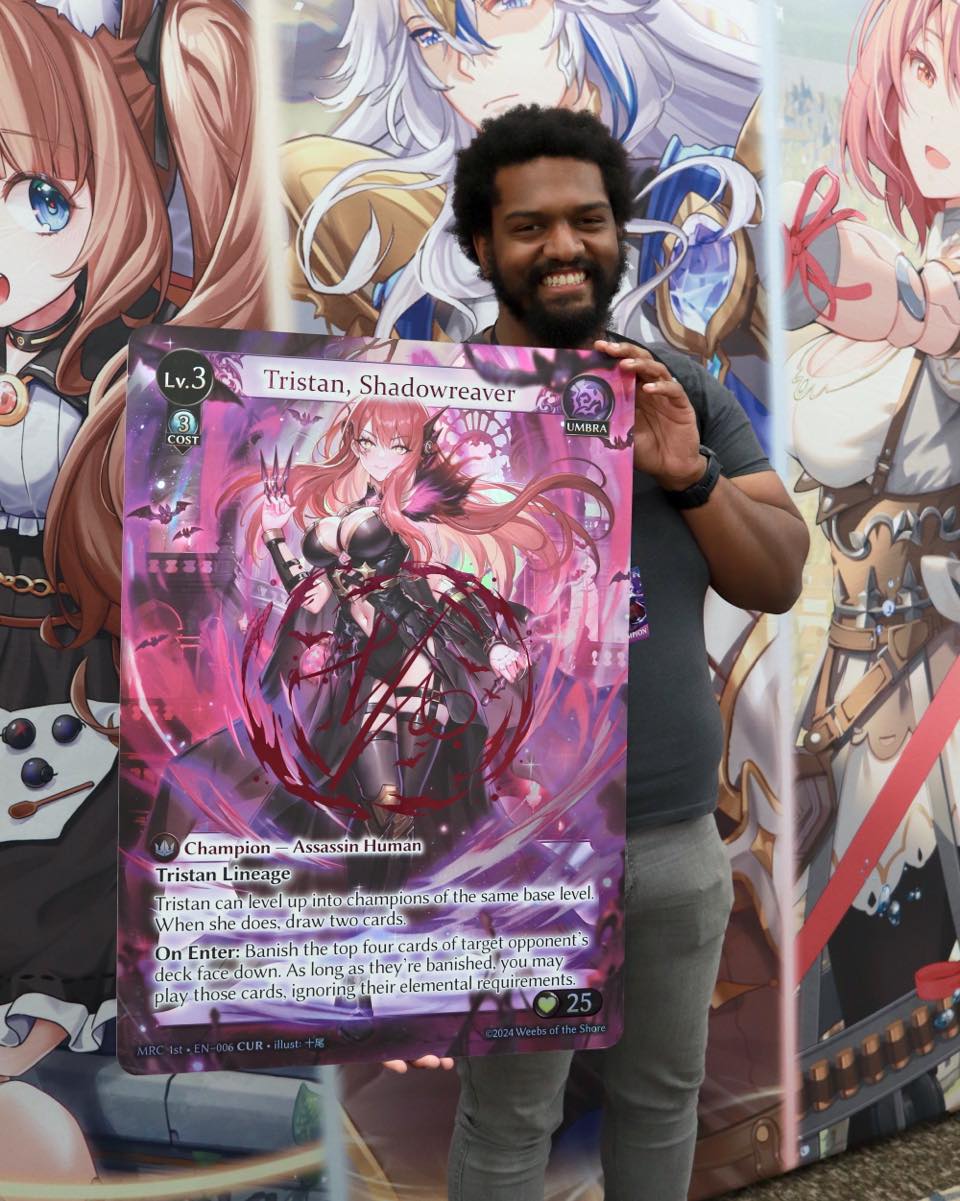 Lv.3
Tristan, Shadowreaver
3
COST
UMBRA
Champion — Assassin Human
Tristan Lineage
Tristan can level up into champions of the same base level.
When she does, draw two cards.
On Enter: Banish the top four cards of target opponent's
deck face down. As long as they're banished, you may
play those cards, ignoring their elemental requirements.
25
©2024 Weebs of the Shore
MRC 1st • EN-006 CUR • illust: 十尾